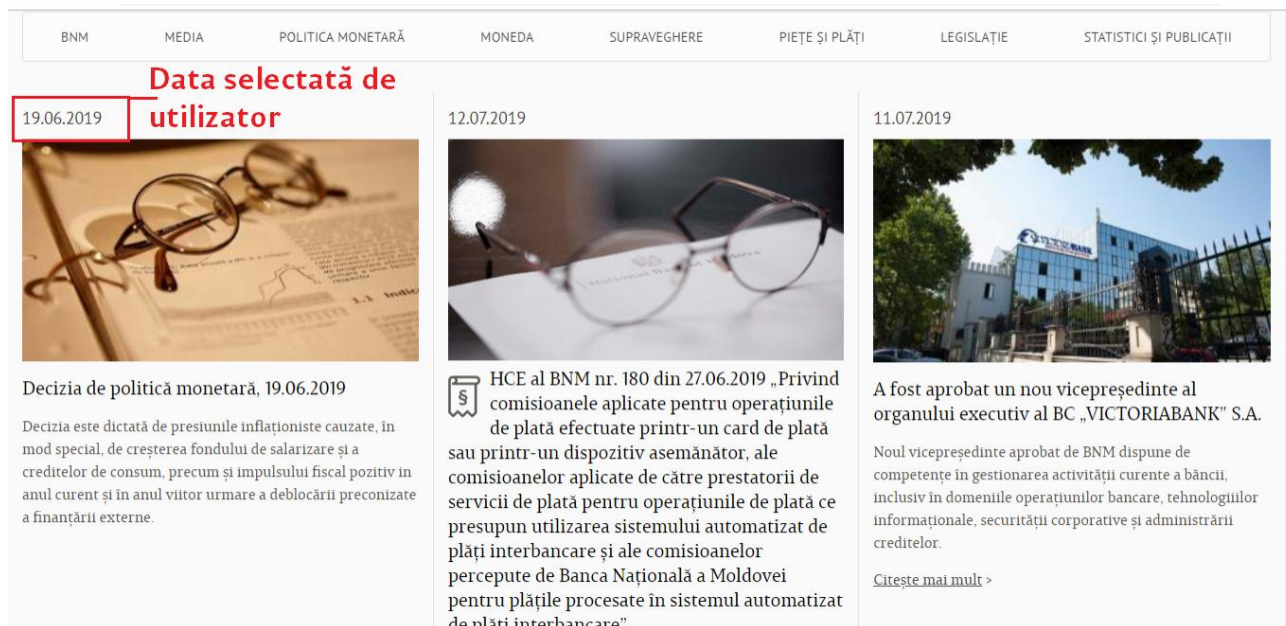 BNM MEDIA POLITICA MONETARĂ MONEDA SUPRAVEGHERE PIEȚE ȘI PLĂȚI LEGISLAȚIE STATISTICI ȘI PUBLICAȚII
Data selectată de
utilizator
19.06.2019
1.1 Indic
Decizia de politică monetară, 19.06.2019
Decizia este dictată de presiunile inflaționiste cauzate, în
mod special, de creșterea fondului de salarizare și a
creditelor de consum, precum și impulsului fiscal pozitiv in
anul curent și în anul viitor urmare a deblocării preconizate
a finanțării externe.
12.07.2019
§
HCE al BNM nr. 180 din 27.06.2019 „Privind
comisioanele aplicate pentru operațiunile
de plată efectuate printr-un card de plată
sau printr-un dispozitiv asemănător, ale
comisioanelor aplicate de către prestatorii de
servicii de plată pentru operațiunile de plată ce
presupun utilizarea sistemului automatizat de
plăți interbancare și ale comisioanelor
percepute de Banca Națională a Moldovei
pentru plățile procesate în sistemul automatizat
de plăți interbancare”
11.07.2019
VICTORIABANK
A fost aprobat un nou vicepreședinte al
organului executiv al BC „VICTORIABANK” S.A.
Noul vicepreședinte aprobat de BNM dispune de
competențe în gestionarea activității curente a băncii,
inclusiv în domeniile operațiunilor bancare, tehnologiilor
informaționale, securității corporative și administrării
creditelor.
Citește mai mult >